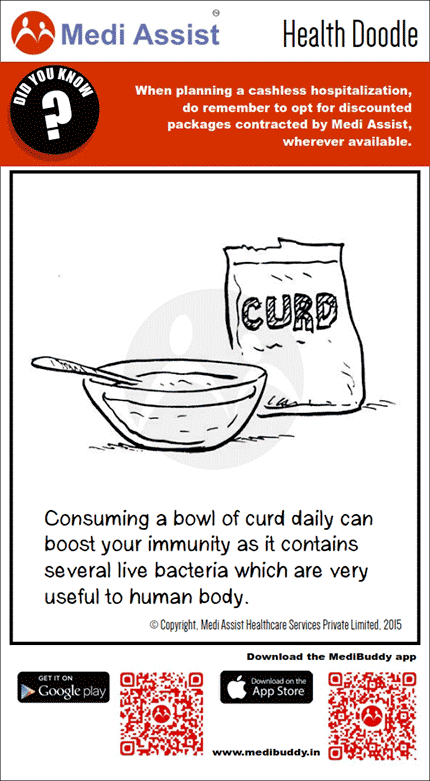 Medi Assist
Health Doodle
DID YOU KNOW
?
When planning a cashless hospitalization,
do remember to opt for discounted
packages contracted by Medi Assist,
wherever available.
CURD
Consuming a bowl of curd daily can
boost your immunity as it contains
several live bacteria which are very
useful to human body.
© Copyright, Medi Assist Healthcare Services Private Limited, 2015
Download the MediBuddy app
GET IT ON
Google play
Download on the
App Store
www.medibuddy.in